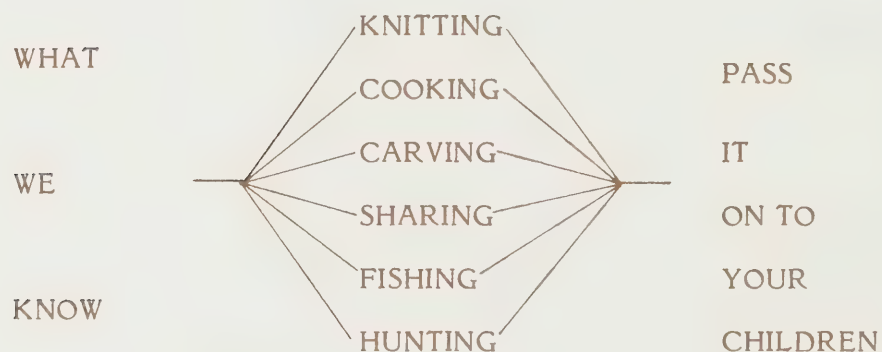 WHAT
WE
KNOW
KNITTING
COOKING
CARVING
SHARING
FISHING
HUNTING
PASS
IT
ON TO
YOUR
CHILDREN